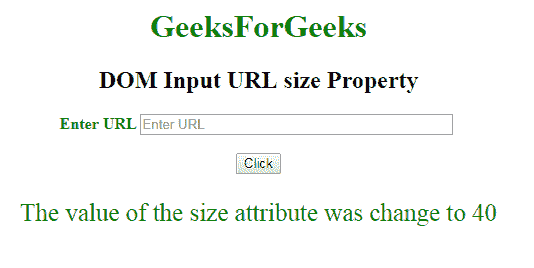 GeeksForGeeks
DOM Input URL size Property
Enter URL Enter URL
Click
The value of the size attribute was change to 40